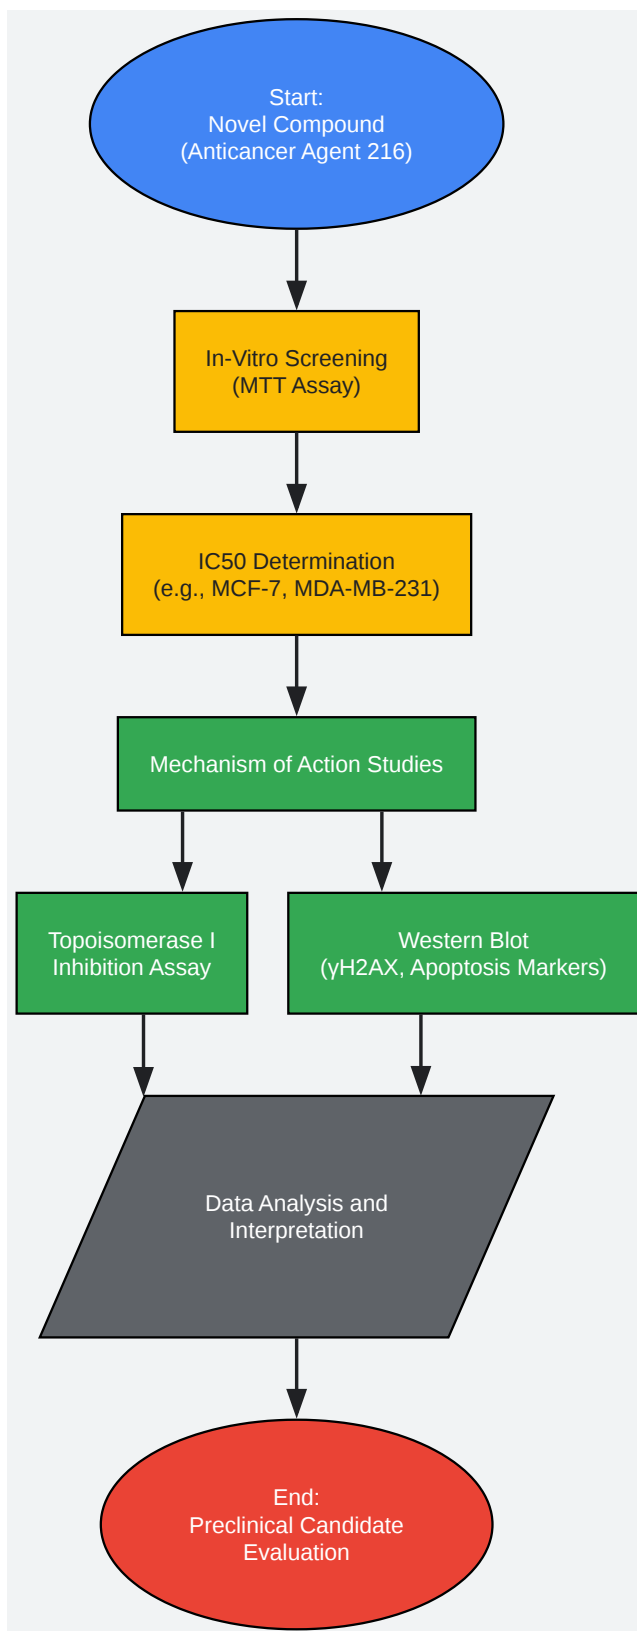 Start:
Novel Compound
(Anticancer Agent 216)
In-Vitro Screening
(MTT Assay)
IC50 Determination
(e.g., MCF-7, MDA-MB-231)
Mechanism of Action Studies
Topoisomerase I
Inhibition Assay
Western Blot
(γH2AX, Apoptosis Markers)
Data Analysis and
Interpretation
End:
Preclinical Candidate
Evaluation